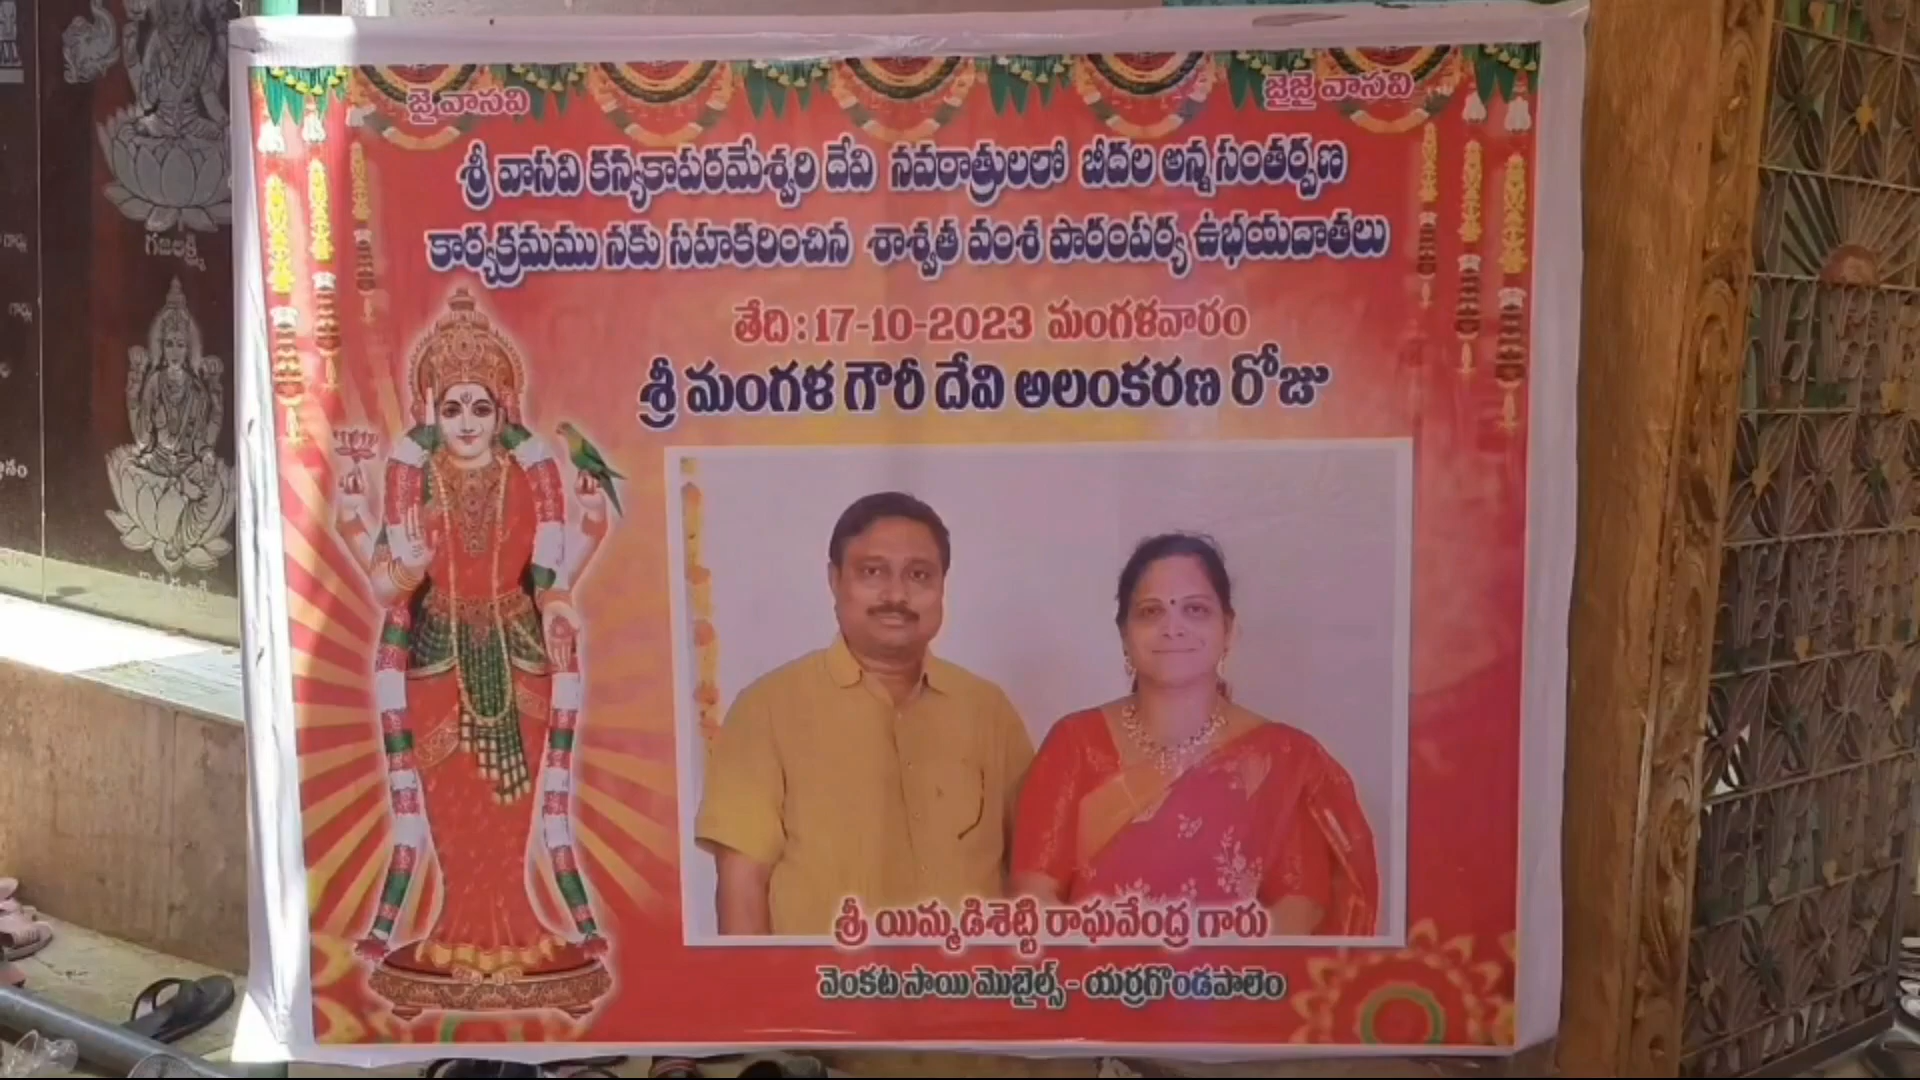 జై వాసవి
జైజై వాసవి
శ్రీ వాసవి కన్యకాపరమేశ్వరి దేవి నవరాత్రులలో బీదల అన్నసంతర్పణ
కార్యక్రమము నకు సహకరించిన శాశ్వత వంశ పారంపర్య ఉభయదాతలు
తేది : 17-10-2023 మంగళవారం
శ్రీ మంగళ గౌరీ దేవి అలంకరణ రోజు
శ్రీ యిమ్మడిశెట్టి రాఘవేంద్ర గారు
వెంకట సాయి మొబైల్స్ - యర్రగొండపాలెం
గజలక్ష్మి